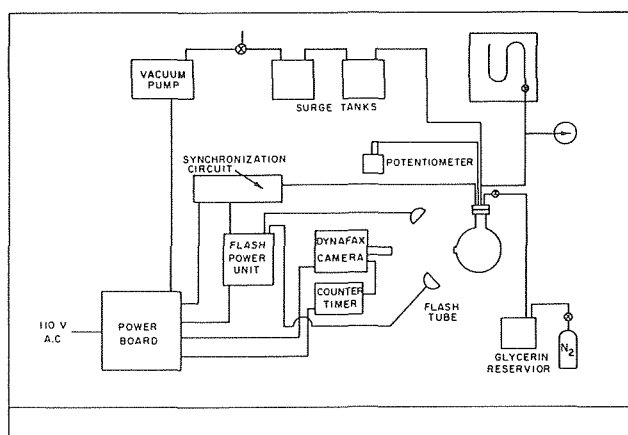 VACUUM
PUMP
SURGE TANKS
SYNCHRONIZATION
CIRCUIT
POTENTIOMETER
FLASH
POWER
UNIT
DYNAFAX
CAMERA
COUNTER
TIMER
FLASH
TUBE
110 V
A.C
POWER
BOARD
GLYCERIN
RESERVIOR
N2